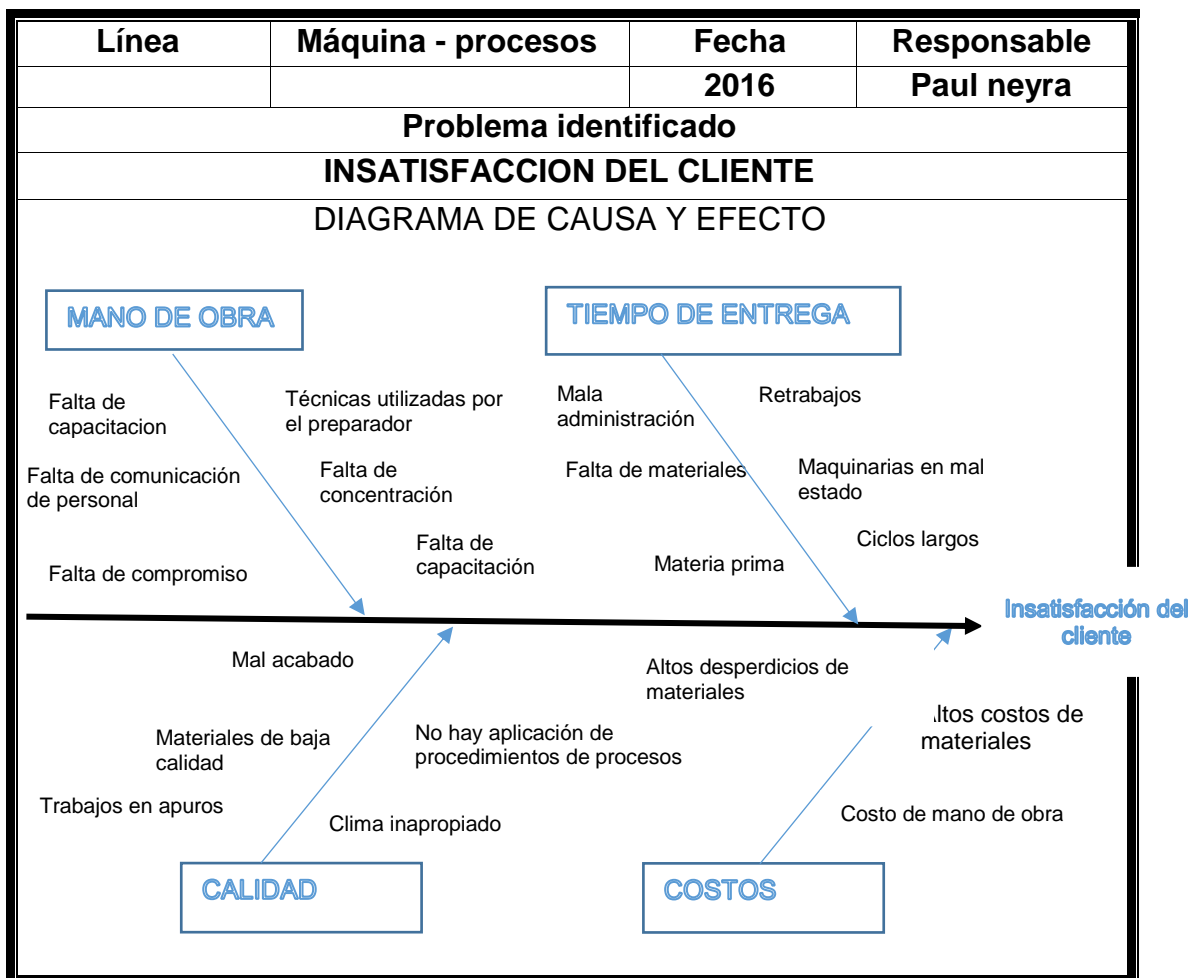 Línea Máquina - procesos Fecha Responsable
2016 Paul neyra
Problema identificado
INSATISFACCION DEL CLIENTE
DIAGRAMA DE CAUSA Y EFECTO
MANO DE OBRA
TIEMPO DE ENTREGA
Falta de
capacitacion
Técnicas utilizadas por
el preparador
Mala
administración
Retrabajos
Falta de comunicación
de personal
Falta de
concentración
Falta de materiales
Maquinarias en mal
estado
Falta de compromiso
Falta de
capacitación
Materia prima
Ciclos largos
Insatisfacción del
cliente
Mal acabado
Altos desperdicios de
materiales
Materiales de baja
calidad
No hay aplicación de
procedimientos de procesos
ltos costos de
materiales
Trabajos en apuros
Clima inapropiado
Costo de mano de obra
CALIDAD
COSTOS